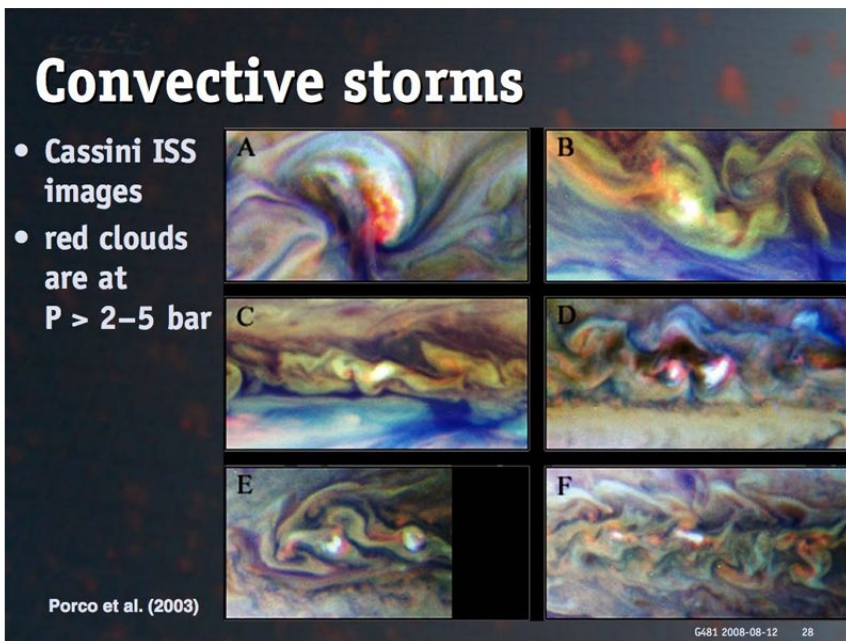 Convective storms
• Cassini ISS
images
• red clouds
are at
P > 2–5 bar
A
B
C
D
E
F
Porco et al. (2003)
G481 2008-08-12 28